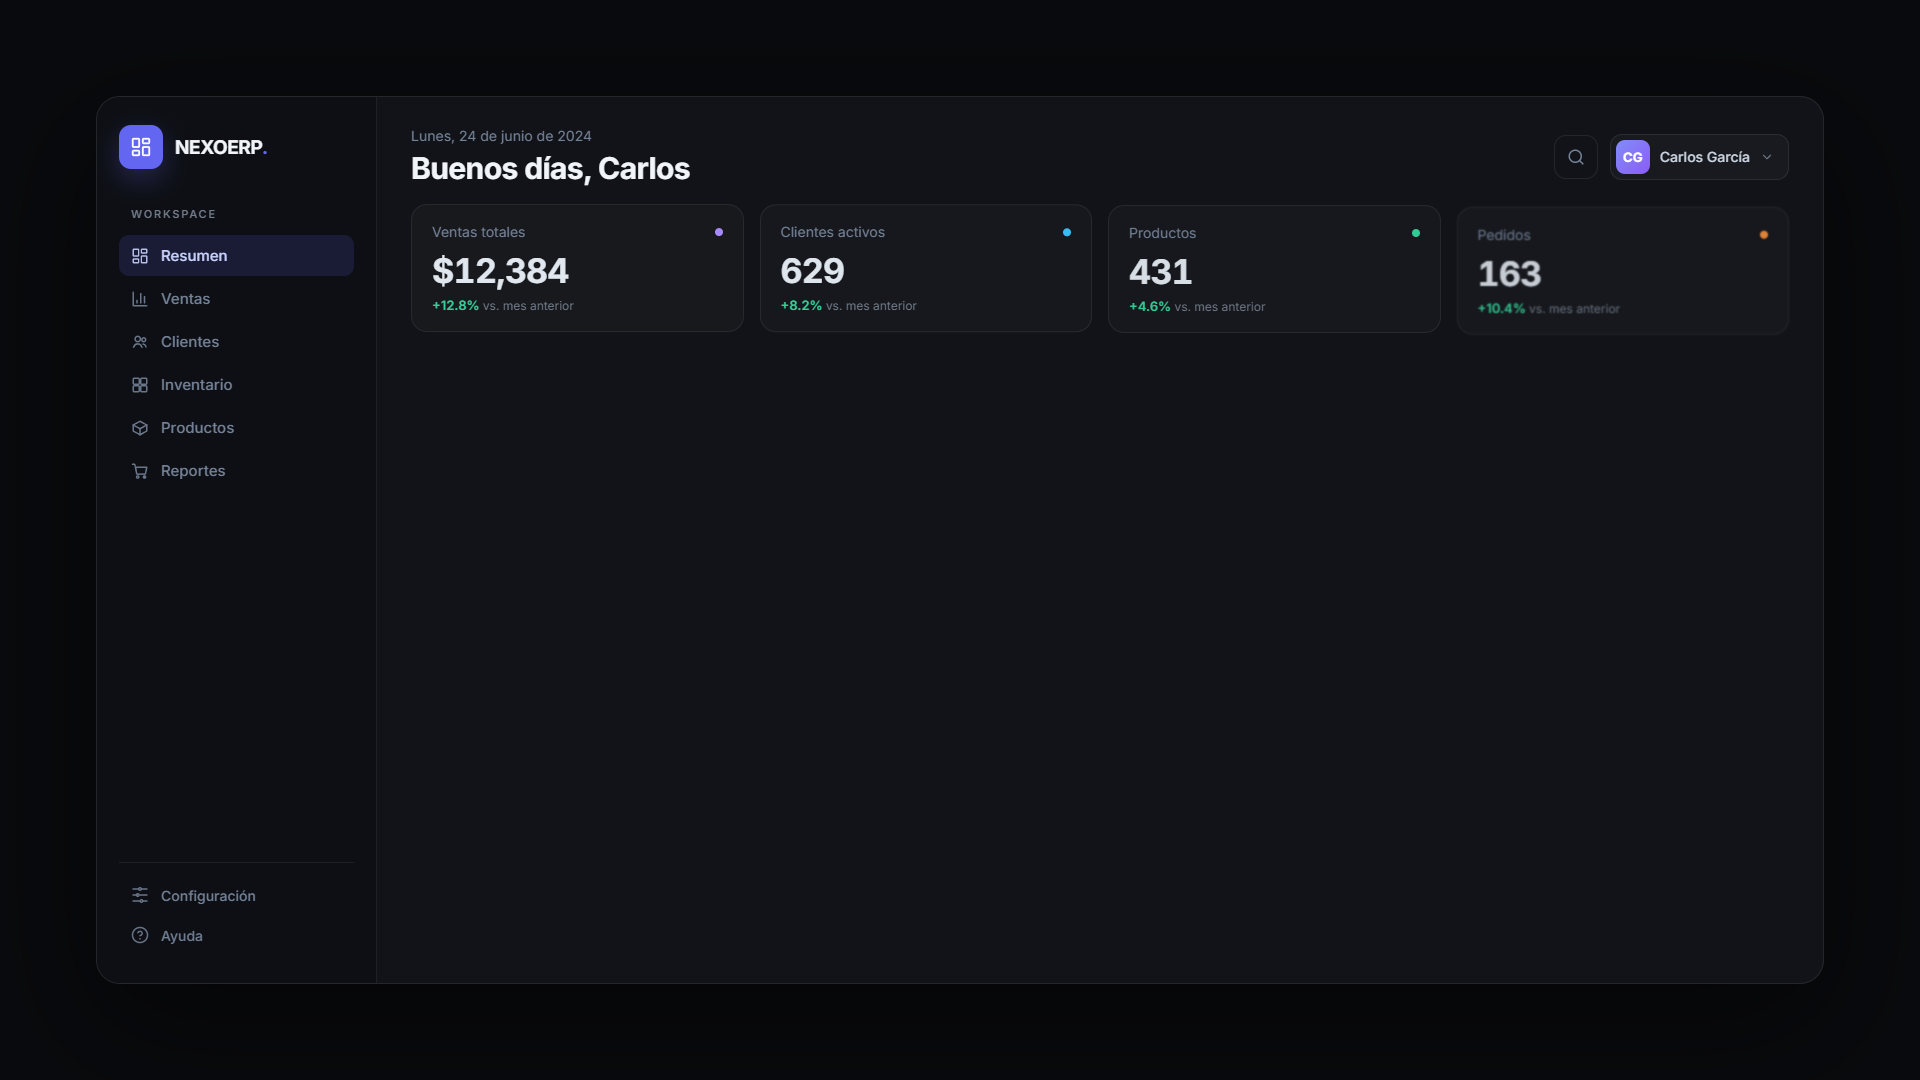 NEXOERP.
WORKSPACE
Resumen
Ventas
Clientes
Inventario
Productos
Reportes
Configuración
Ayuda
Lunes, 24 de junio de 2024
Buenos días, Carlos
CG Carlos García
Ventas totales
$12,384
+12.8% vs. mes anterior
Clientes activos
629
+8.2% vs. mes anterior
Productos
431
+4.6% vs. mes anterior
Pedidos
163
+10.4% vs. mes anterior